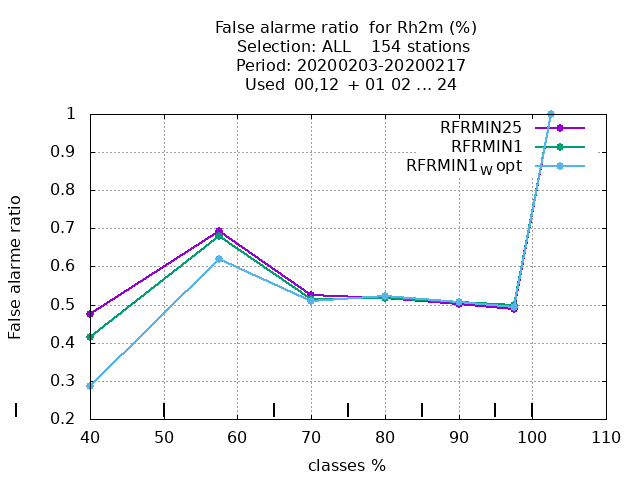 False alarme ratio for Rh2m (%)
Selection: ALL 154 stations
Period: 20200203-20200217
Used 00,12 + 01 02 ... 24
False alarme ratio
1
0.9
0.8
0.7
0.6
0.5
0.4
0.3
0.2
RFRMIN25
RFRMIN1
RFRMIN1W opt
40 50 60 70 80 90 100 110
classes %